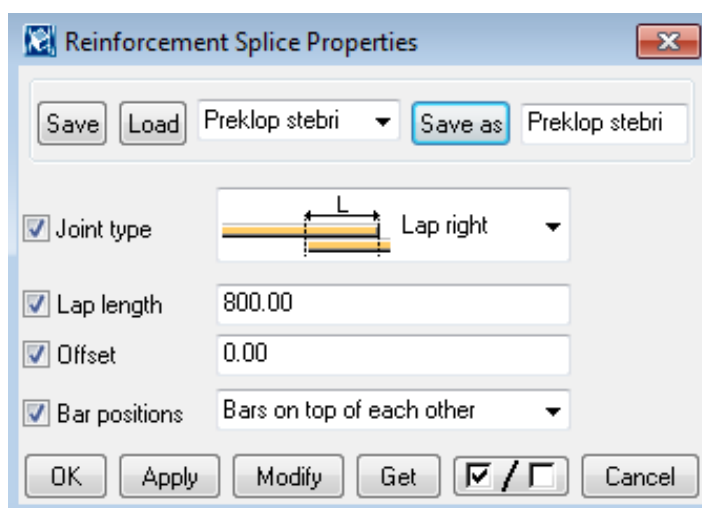 Reinforcement Splice Properties
Save Load Preklop stebri Save as Preklop stebri
L
Joint type Lap right
Lap length 800.00
Offset 0.00
Bar positions Bars on top of each other
OK Apply Modify Get / Cancel